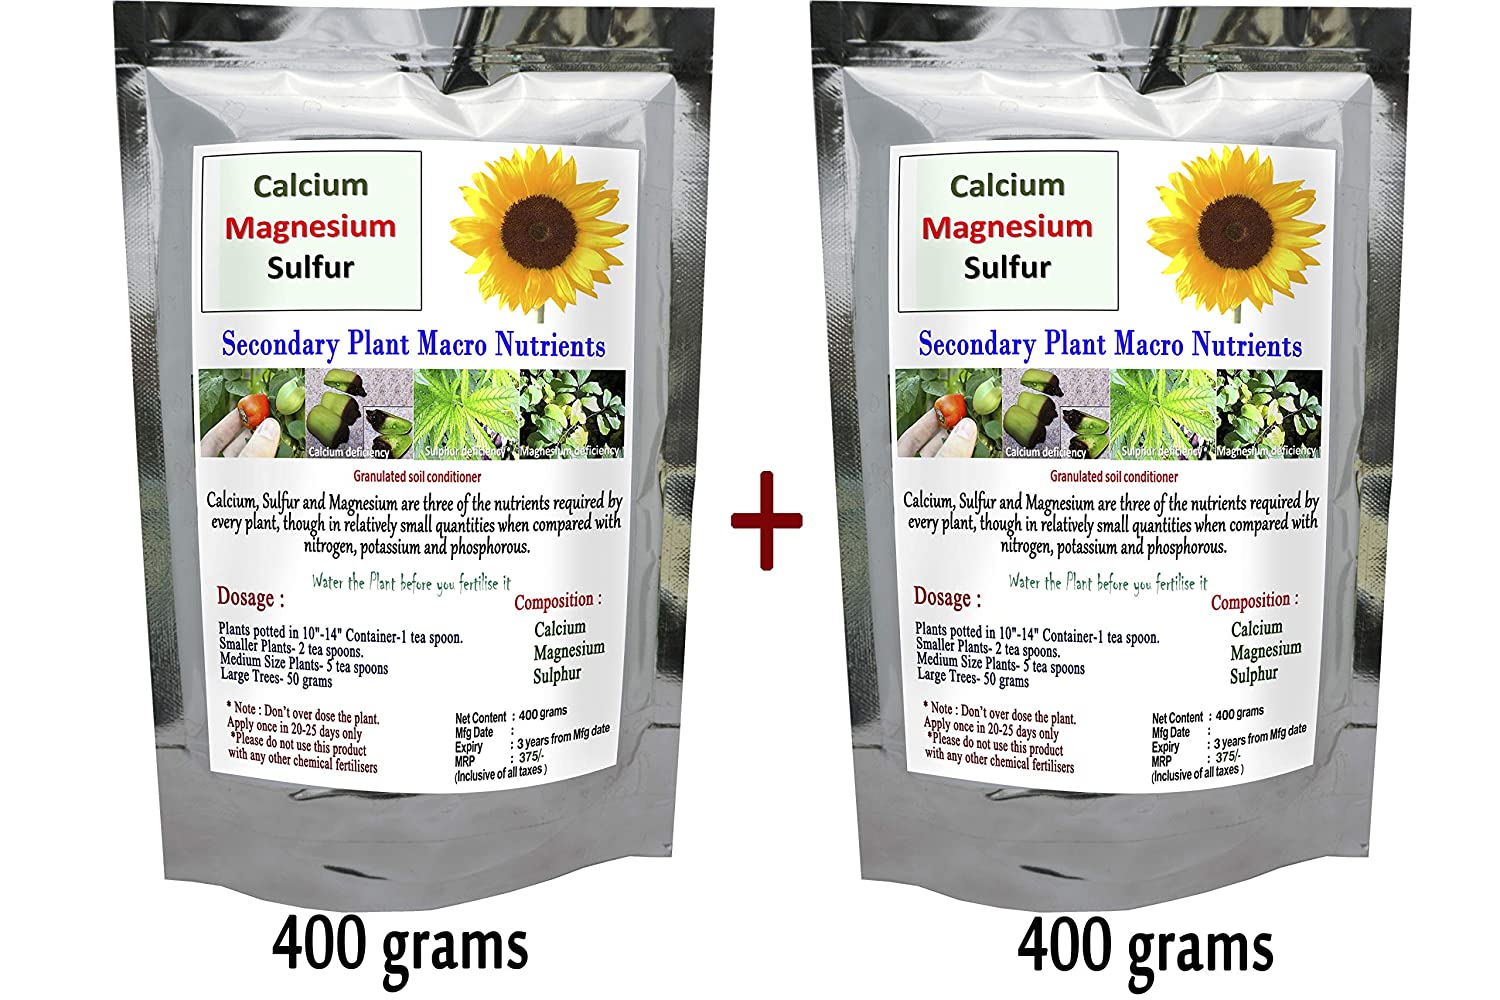 Calcium
Magnesium
Sulfur
Secondary Plant Macro Nutrients
Calcium deficiency
Sulphur deficiency*
Magnesium deficiency
Granulated soil conditioner
Calcium, Sulfur and Magnesium are three of the nutrients required by
every plant, though in relatively small quantities when compared with
nitrogen, potassium and phosphorous.
Water the Plant before you fertilise it
Dosage :
Plants potted in 10"-14" Container-1 tea spoon.
Smaller Plants- 2 tea spoons.
Medium Size Plants- 5 tea spoons
Large Trees- 50 grams
Composition :
Calcium
Magnesium
Sulphur
* Note : Don't over dose the plant.
Apply once in 20-25 days only
*Please do not use this product
with any other chemical fertilisers
Net Content : 400 grams
Mfg Date :
Expiry : 3 years from Mfg date
MRP : 375/-
(Inclusive of all taxes )
400 grams
+
Calcium
Magnesium
Sulfur
Secondary Plant Macro Nutrients
Calcium deficiency
Sulphur deficiency*
Magnesium deficiency
Granulated soil conditioner
Calcium, Sulfur and Magnesium are three of the nutrients required by
every plant, though in relatively small quantities when compared with
nitrogen, potassium and phosphorous.
Water the Plant before you fertilise it
Dosage :
Plants potted in 10"-14" Container-1 tea spoon.
Smaller Plants- 2 tea spoons.
Medium Size Plants- 5 tea spoons
Large Trees- 50 grams
Composition :
Calcium
Magnesium
Sulphur
* Note : Don't over dose the plant.
Apply once in 20-25 days only
*Please do not use this product
with any other chemical fertilisers
Net Content : 400 grams
Mfg Date :
Expiry : 3 years from Mfg date
MRP : 375/-
(Inclusive of all taxes )
400 grams